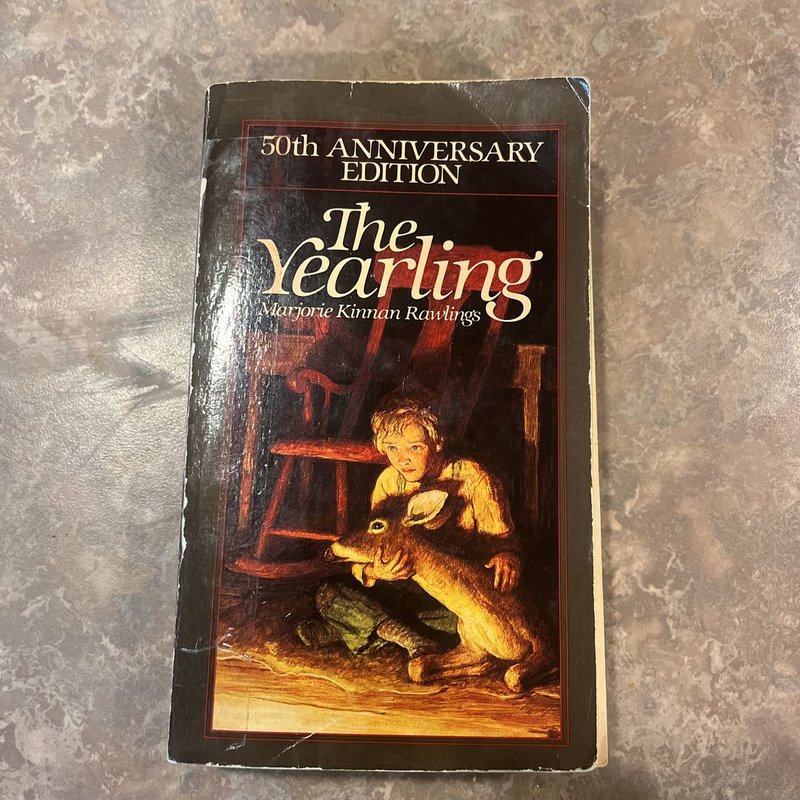 50th ANNIVERSARY
EDITION
The
Yearling
Marjorie Kinnan Rawlings